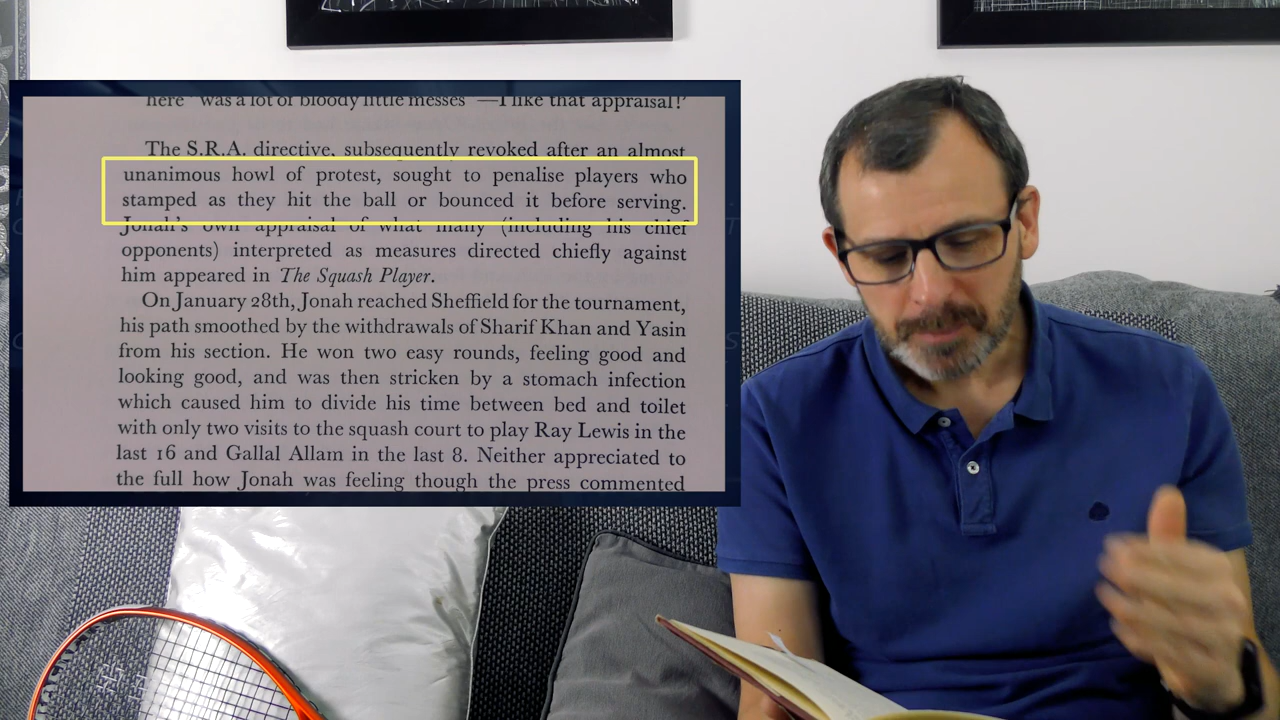 here "was a lot of bloody little messes"—I like that appraisal!'
The S.R.A. directive, subsequently revoked after an almost
unanimous howl of protest, sought to penalise players who
stamped as they hit the ball or bounced it before serving.
Jonah's own appraisal of what many (including his chief
opponents) interpreted as measures directed chiefly against
him appeared in The Squash Player.
On January 28th, Jonah reached Sheffield for the tournament,
his path smoothed by the withdrawals of Sharif Khan and Yasin
from his section. He won two easy rounds, feeling good and
looking good, and was then stricken by a stomach infection
which caused him to divide his time between bed and toilet
with only two visits to the squash court to play Ray Lewis in the
last 16 and Gallal Allam in the last 8. Neither appreciated to
the full how Jonah was feeling though the press commented